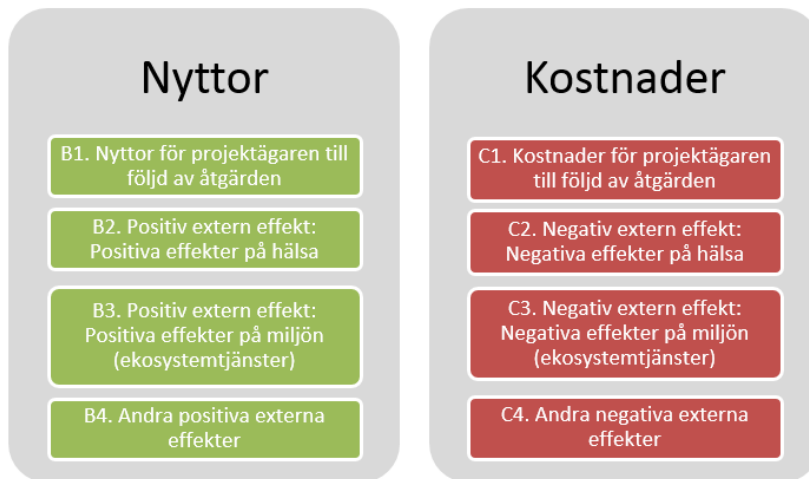 Nyttor
B1. Nyttor för projektägaren till
följd av åtgärden
B2. Positiv extern effekt:
Positiva effekter på hälsa
B3. Positiv extern effekt:
Positiva effekter på miljön
(ekosystemtjänster)
B4. Andra positiva externa
effekter
Kostnader
C1. Kostnader för projektägaren
till följd av åtgärden
C2. Negativ extern effekt:
Negativa effekter på hälsa
C3. Negativ extern effekt:
Negativa effekter på miljön
(ekosystemtjänster)
C4. Andra negativa externa
effekter